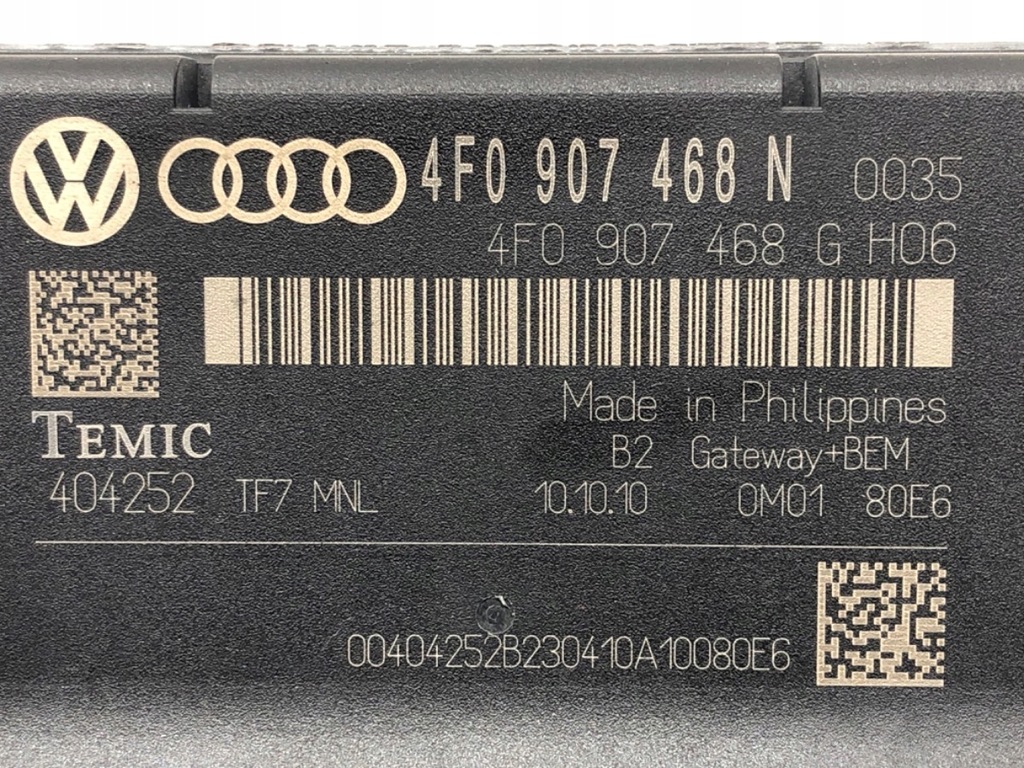 4F0 907 468 N 0035
4F0 907 468 G H06
Made in Philippines
TEMIC B2 Gateway+BEM
404252 TF7 MNL 10.10.10 0M01 80E6
00404252B230410A10080E6